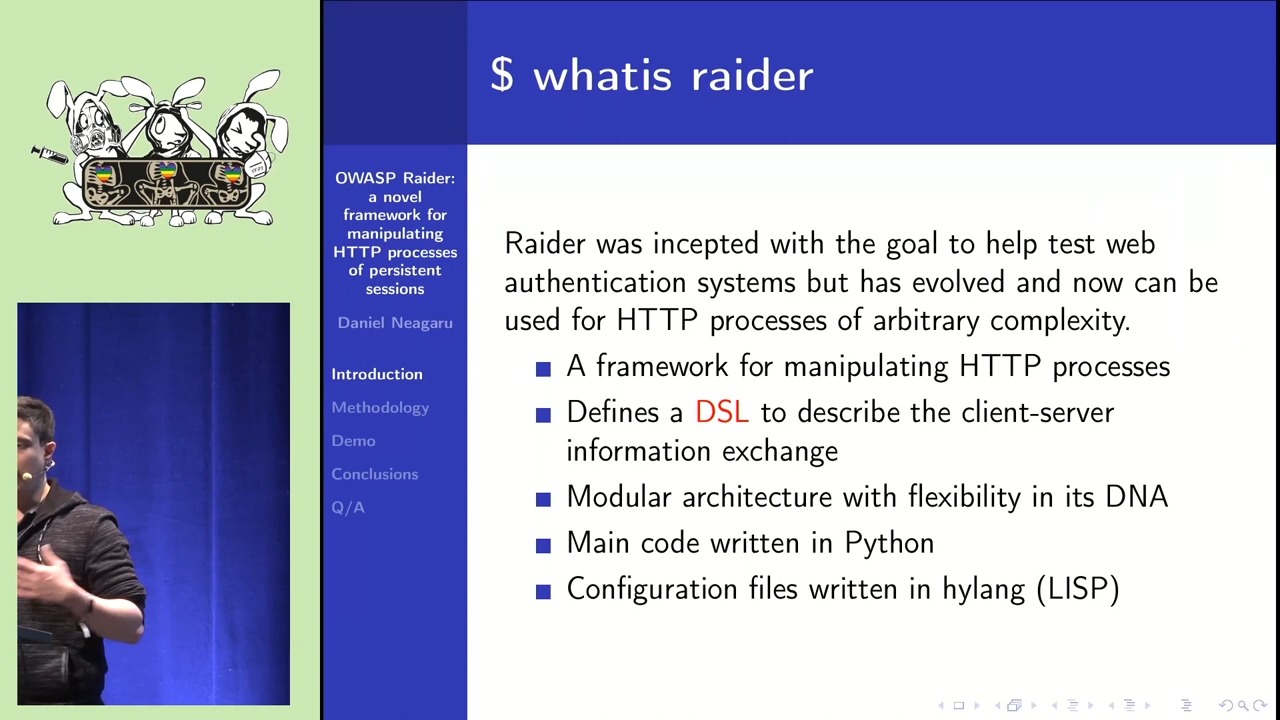 $ whatis raider
OWASP Raider:
a novel
framework for
manipulating
HTTP processes
of persistent
sessions
Daniel Neagaru
Introduction
Methodology
Demo
Conclusions
Q/A
Raider was incepted with the goal to help test web
authentication systems but has evolved and now can be
used for HTTP processes of arbitrary complexity.
A framework for manipulating HTTP processes
Defines a DSL to describe the client-server
information exchange
Modular architecture with flexibility in its DNA
Main code written in Python
Configuration files written in hylang (LISP)